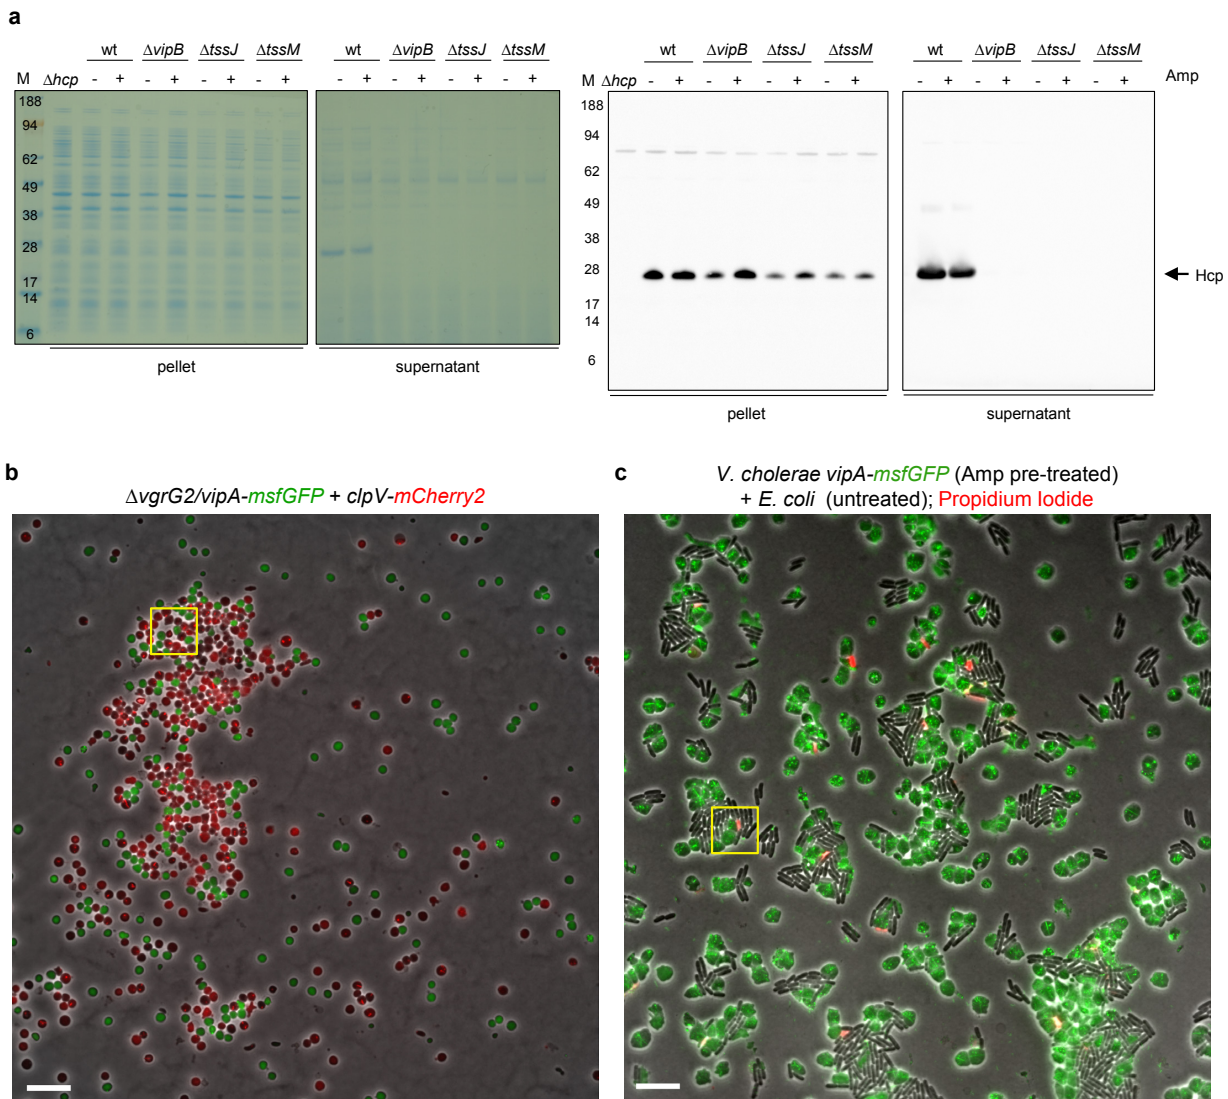 a
wt ΔvipB ΔtssJ ΔtssM wt ΔvipB ΔtssJ ΔtssM
M Δhcp - + - + - + - + - + - + - + - +
188
94
62
49
38
28
17
14
6
pellet supernatant
wt ΔvipB ΔtssJ ΔtssM wt ΔvipB ΔtssJ ΔtssM
M Δhcp - + - + - + - + - + - + - + - + Amp
188
94
62
49
38
28
17
14
6
Hcp
pellet supernatant
b
ΔvgrG2/vipA-msfGFP + clpV-mCherry2
c
V. cholerae vipA-msfGFP (Amp pre-treated)
+ E. coli (untreated); Propidium Iodide